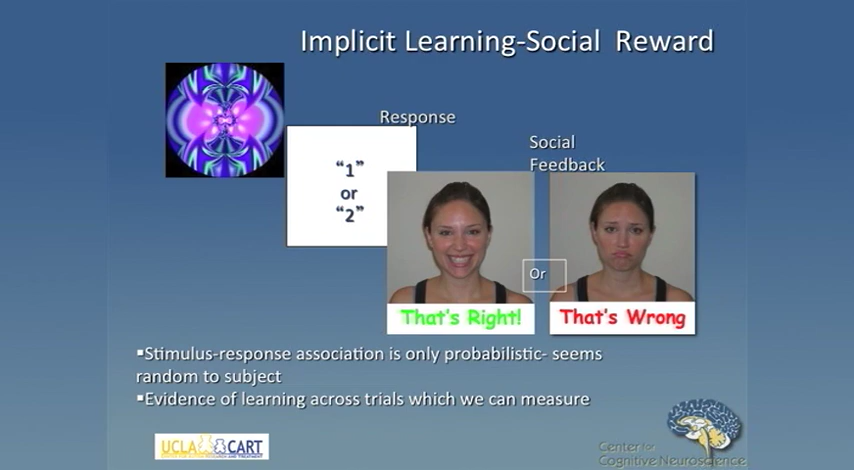 Implicit Learning-Social Reward
Response
Social
Feedback
“1”
or
“2”
Or
That's Right!
That's Wrong
▪Stimulus-response association is only probabilistic- seems
random to subject
▪Evidence of learning across trials which we can measure
UCLA CART
Center for
Cognitive Neuroscience